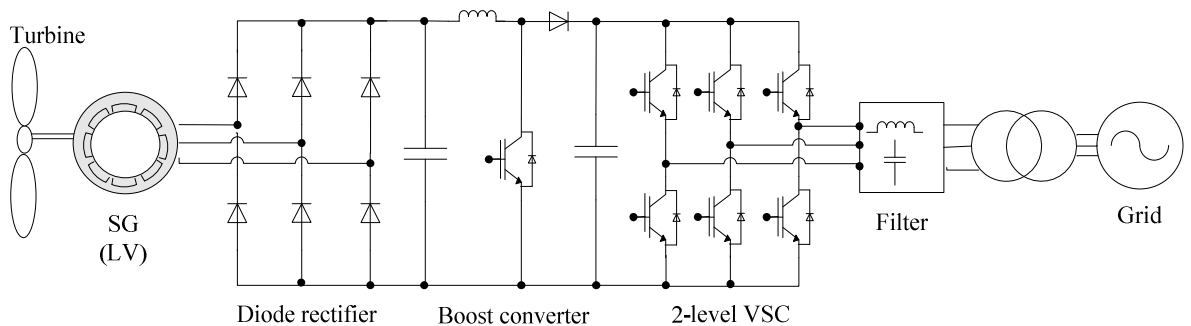 Turbine
SG
(LV)
Diode rectifier
Boost converter
2-level VSC
Filter
Grid